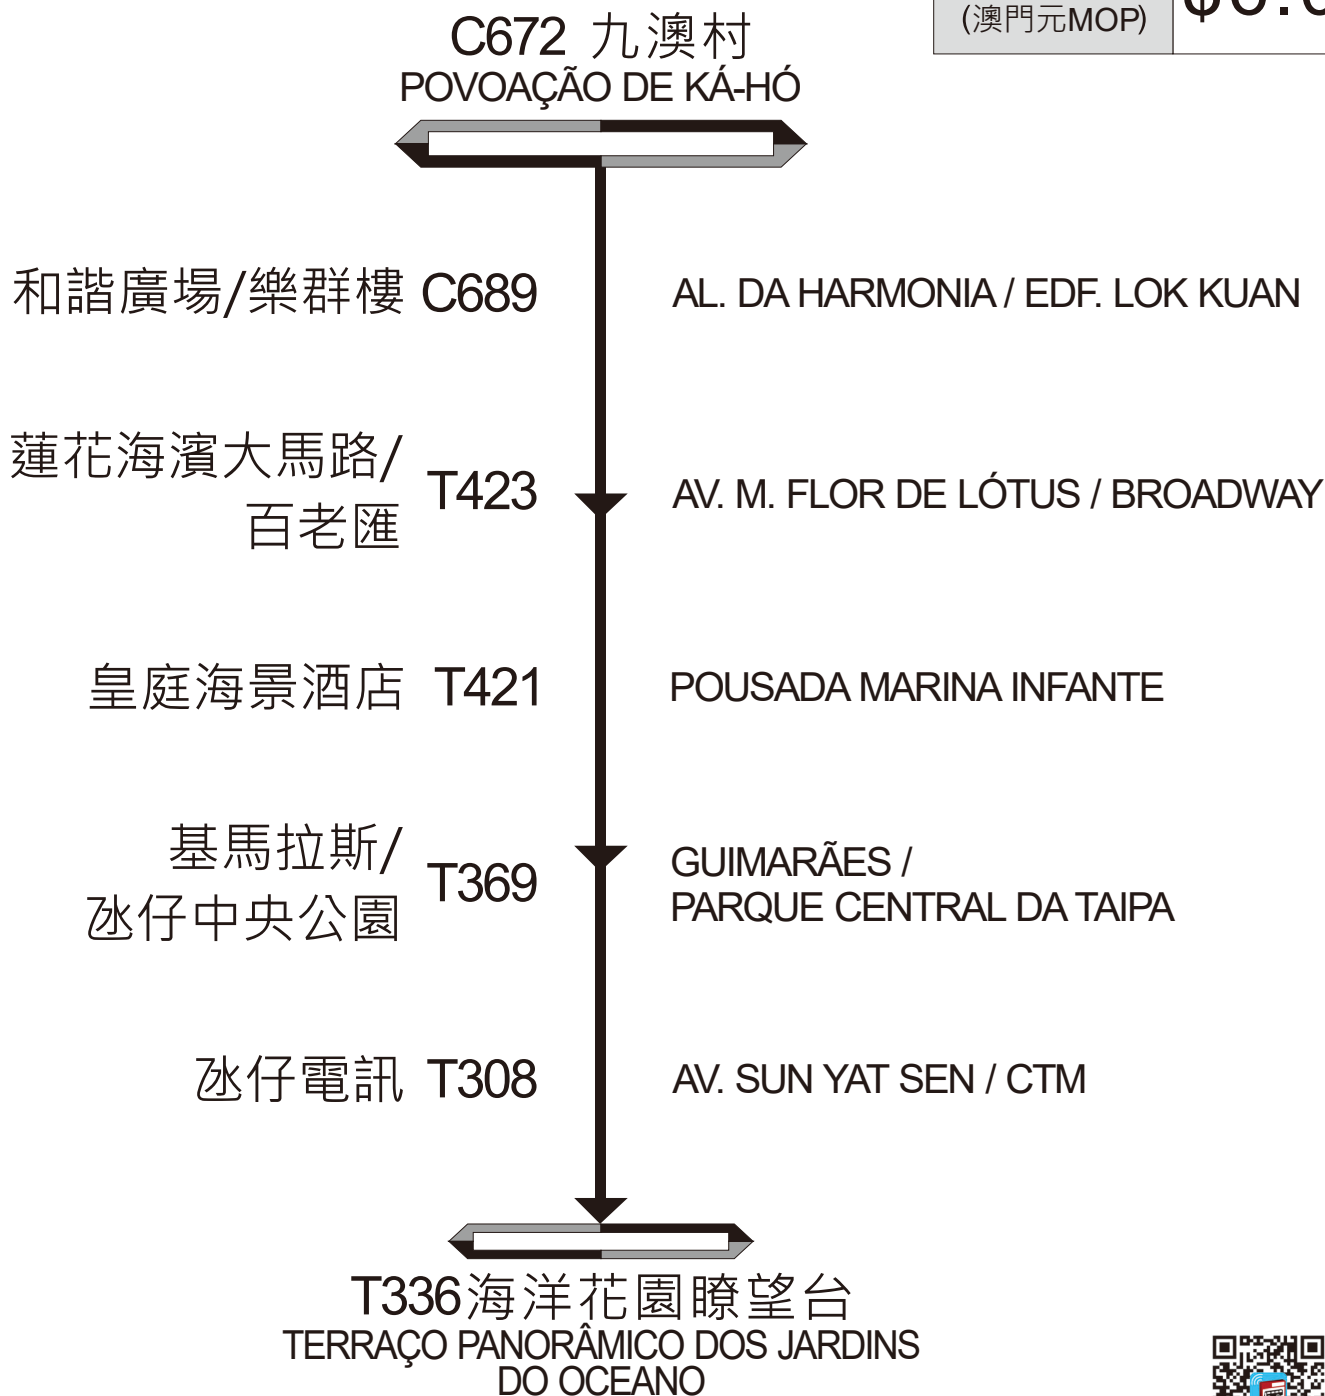 (澳門元MOP)
C672 九澳村
POVOAÇÃO DE KÁ-HÓ
和諧廣場/樂群樓 C689 AL. DA HARMONIA / EDF. LOK KUAN
蓮花海濱大馬路/
百老匯
T423 AV. M. FLOR DE LÓTUS / BROADWAY
皇庭海景酒店 T421 POUSADA MARINA INFANTE
基馬拉斯/
氹仔中央公園
T369
GUIMARÃES /
PARQUE CENTRAL DA TAIPA
氹仔電訊 T308 AV. SUN YAT SEN / CTM
T336海洋花園瞭望台
TERRAÇO PANORÂMICO DOS JARDINS
DO OCEANO